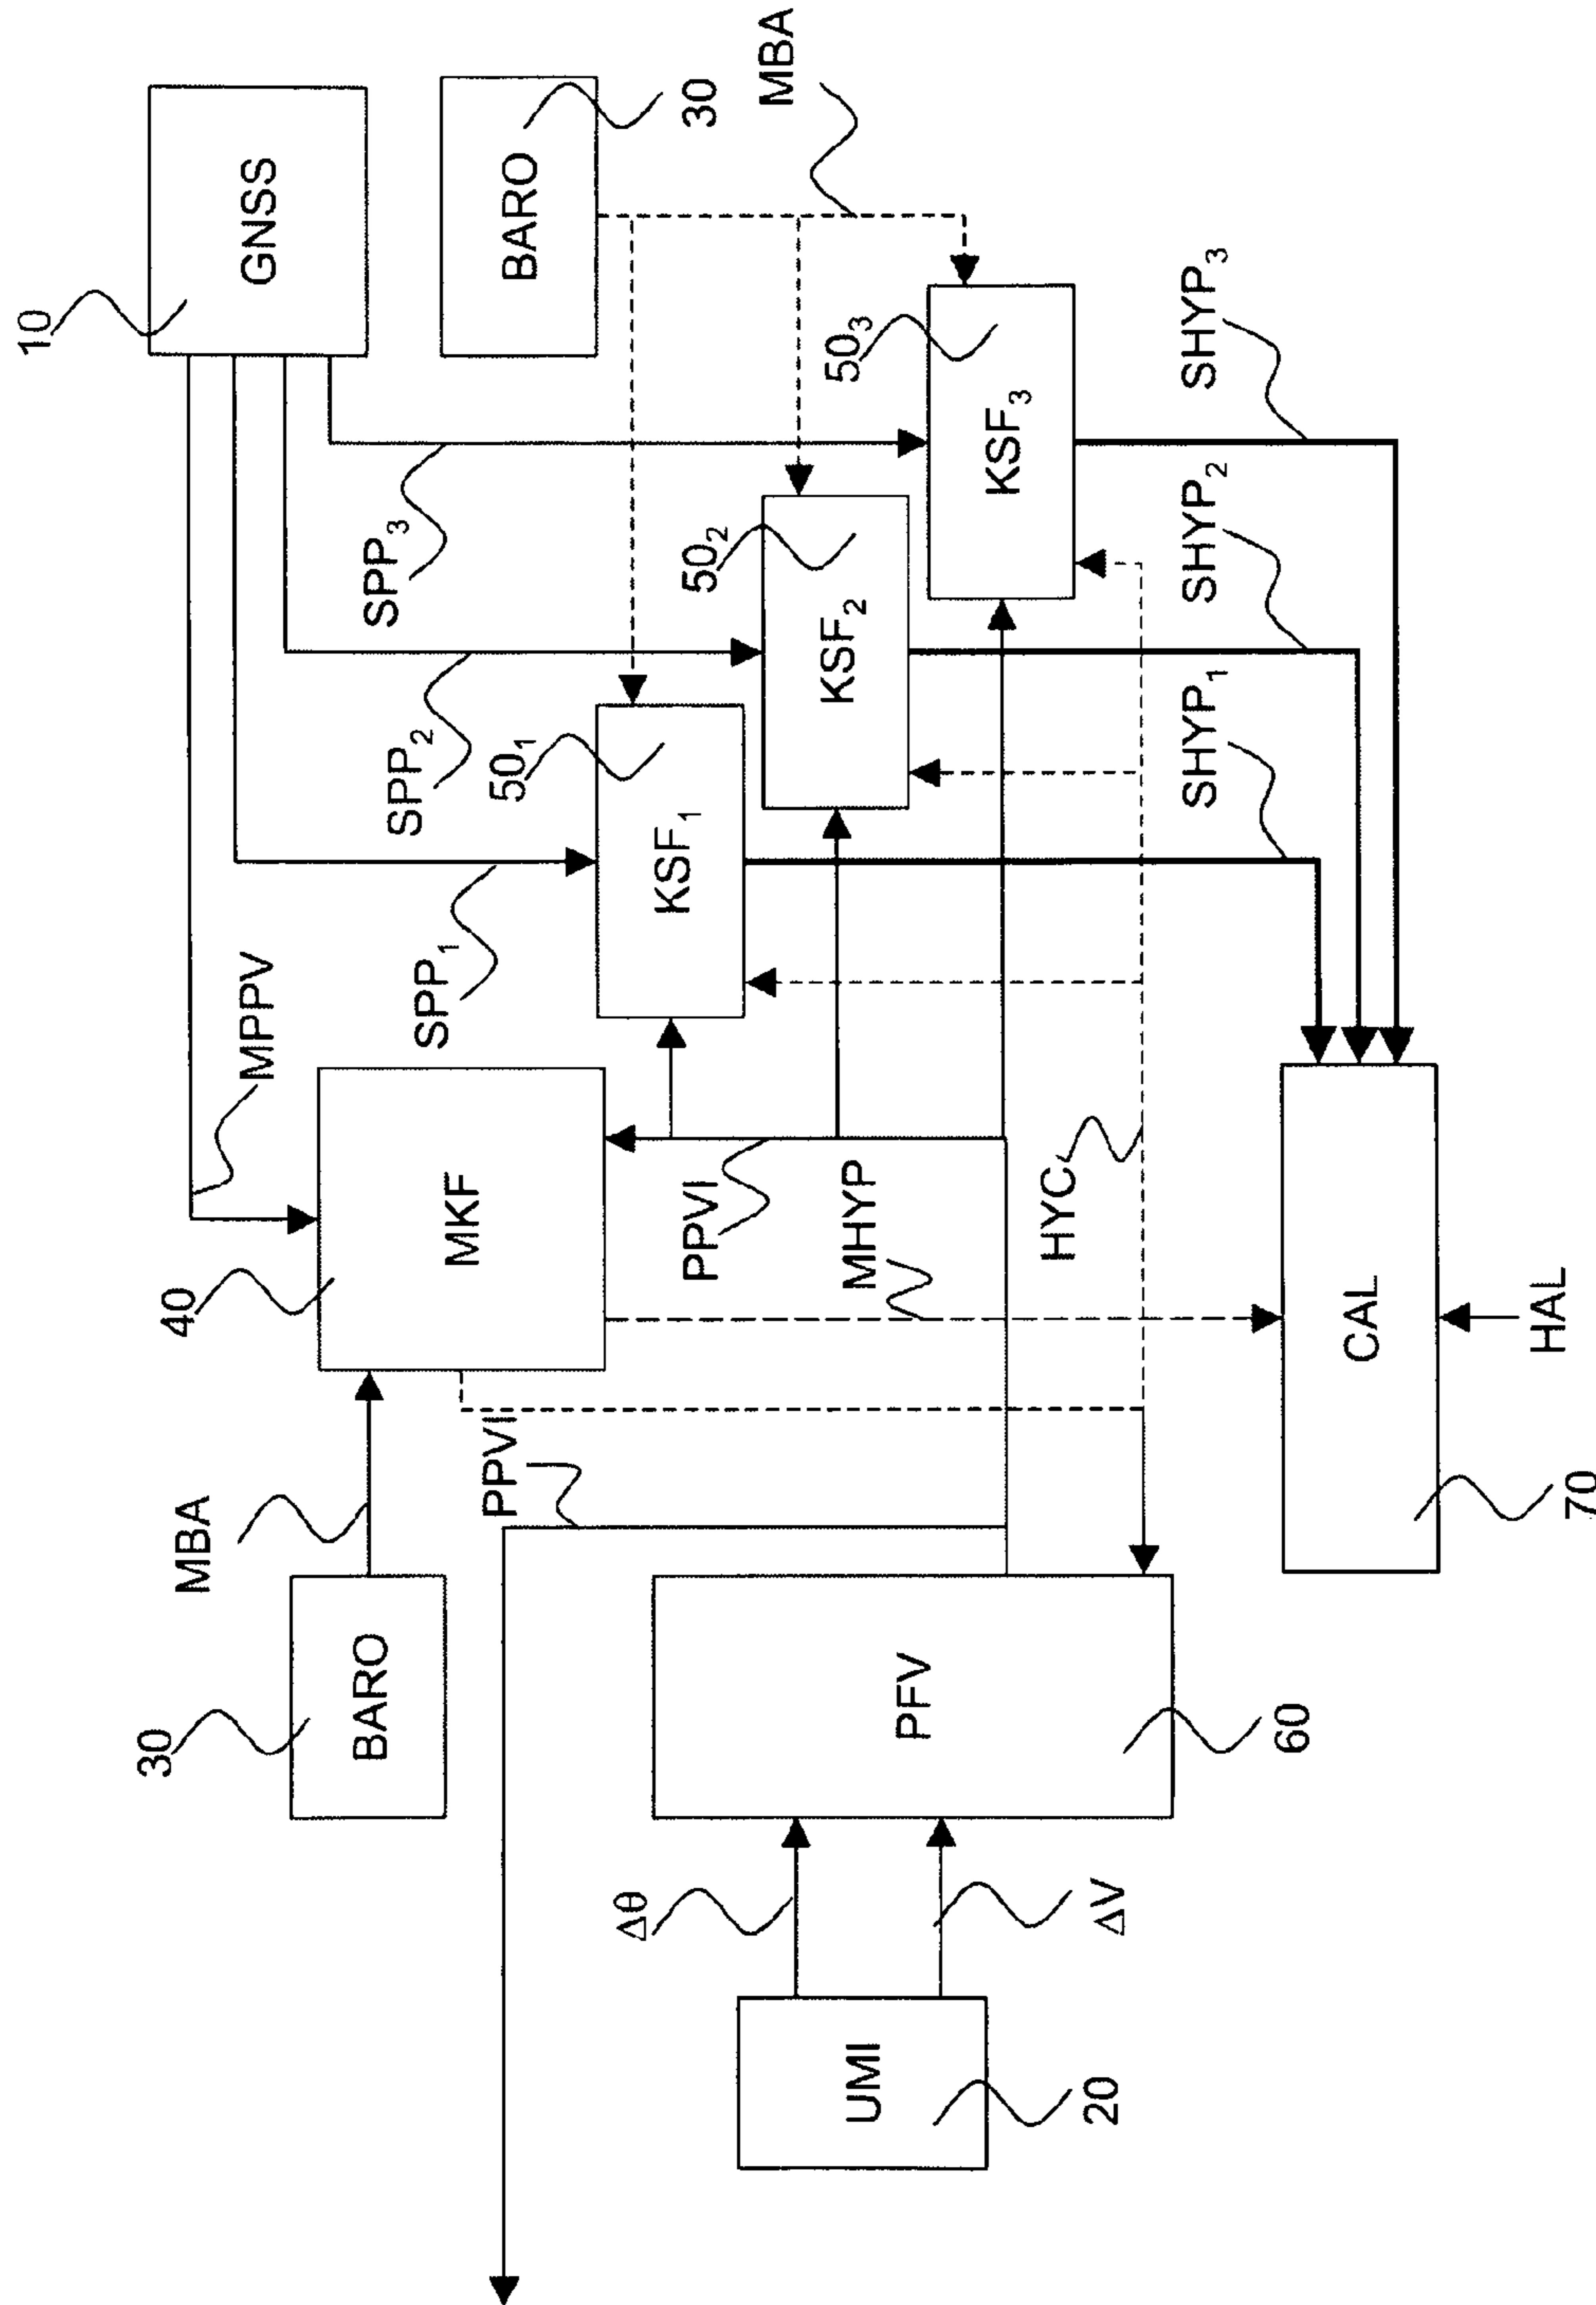 10
GNSS
MPPV
BARO
30
MBA
SPP₁
SPP₂
SPP₃
50₁
KSF₁
50₂
KSF₂
50₃
KSF₃
30
BARO
MBA
40
MKF
PPVI
PPVI
MHYP
HYC
SHYP₁
SHYP₂
SHYP₃
UMI
20
Δθ
ΔV
PFV
60
CAL
70
HAL